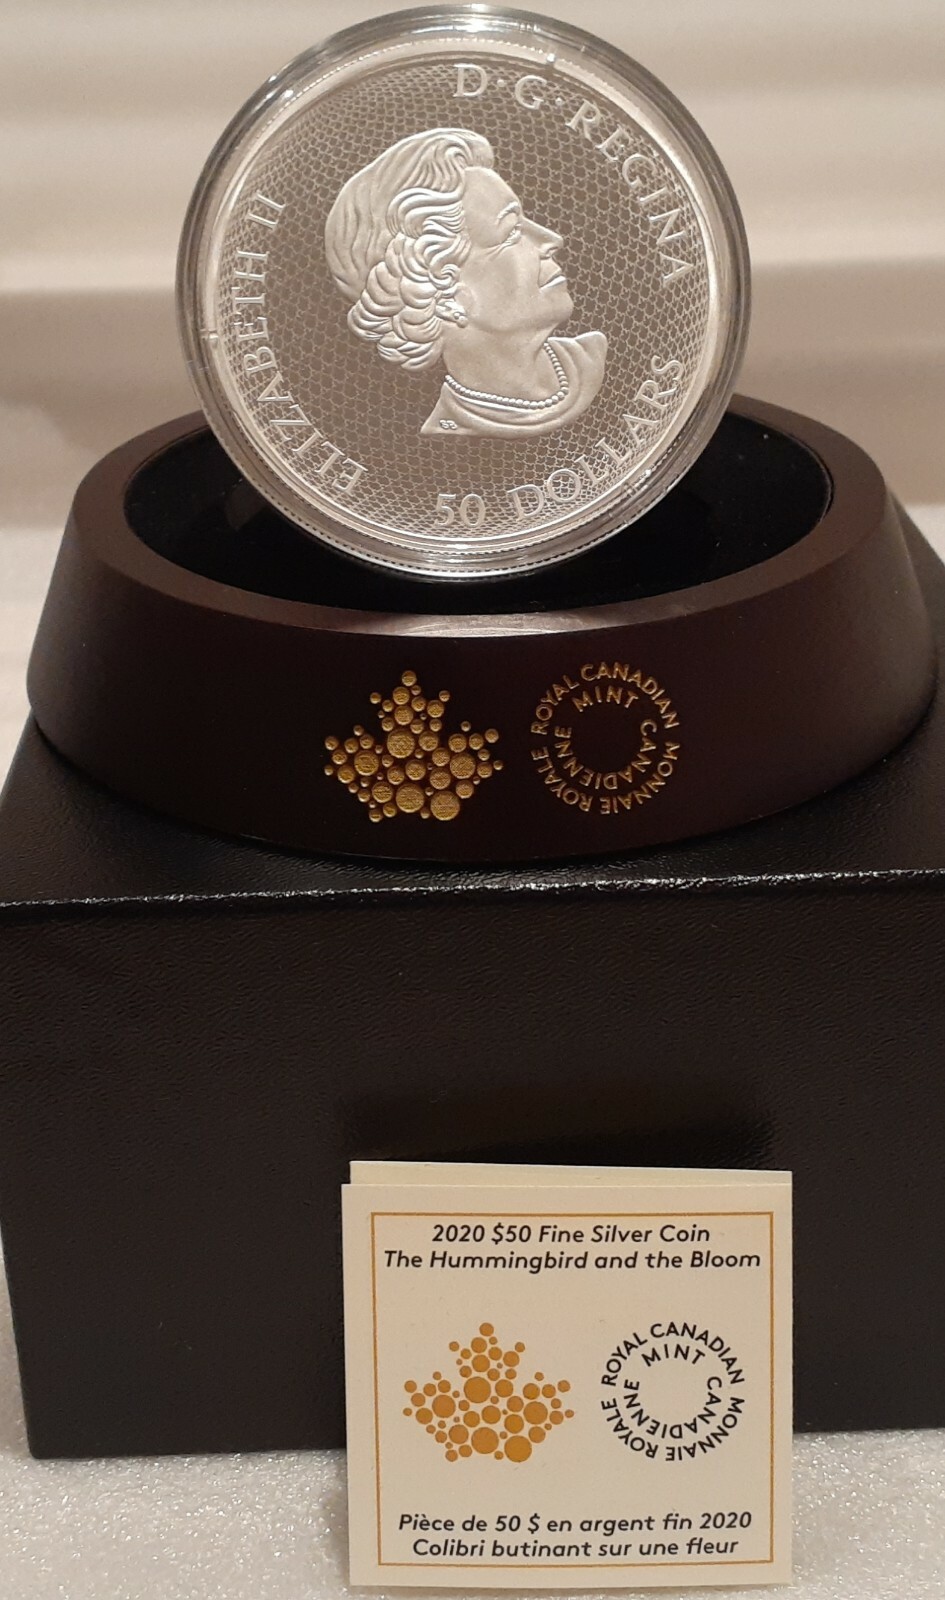 ELIZABETH II
D·G·REGINA
50 DOLLARS
BB
ROYAL CANADIAN
MINT
MONNAIE ROYALE
CANADIENNE
2020 $50 Fine Silver Coin
The Hummingbird and the Bloom
ROYAL CANADIAN
MINT
MONNAIE ROYALE
CANADIENNE
Pièce de 50 $ en argent fin 2020
Colibri butinant sur une fleur